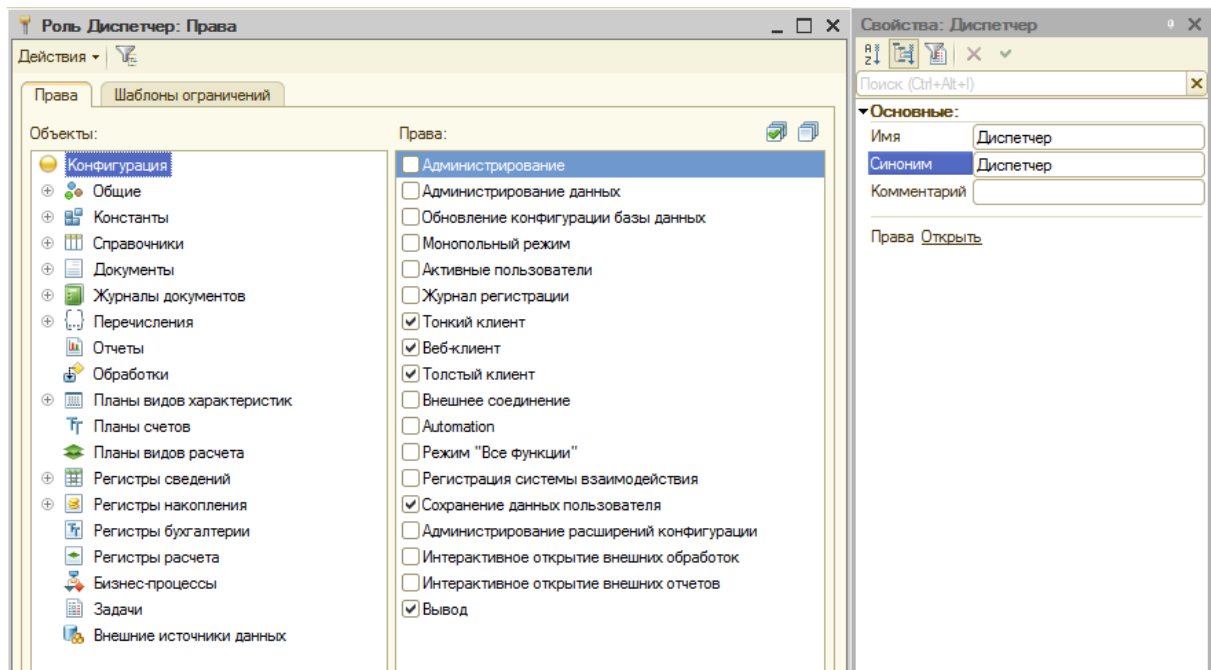 Роль Диспетчер: Права
Действия
Права
Шаблоны ограничений
Объекты:
Конфигурация
Общие
Константы
Справочники
Документы
Журналы документов
Перечисления
Отчеты
Обработки
Планы видов характеристик
Планы счетов
Планы видов расчета
Регистры сведений
Регистры накопления
Регистры бухгалтерии
Регистры расчета
Бизнес-процессы
Задачи
Внешние источники данных
Права:
Администрирование
Администрирование данных
Обновление конфигурации базы данных
Монопольный режим
Активные пользователи
Журнал регистрации
Тонкий клиент
Веб-клиент
Толстый клиент
Внешнее соединение
Automation
Режим "Все функции"
Регистрация системы взаимодействия
Сохранение данных пользователя
Администрирование расширений конфигурации
Интерактивное открытие внешних обработок
Интерактивное открытие внешних отчетов
Вывод
Свойства: Диспетчер
Поиск (Ctrl+Alt+I)
Основные:
Имя Диспетчер
Синоним Диспетчер
Комментарий
Права Открыть